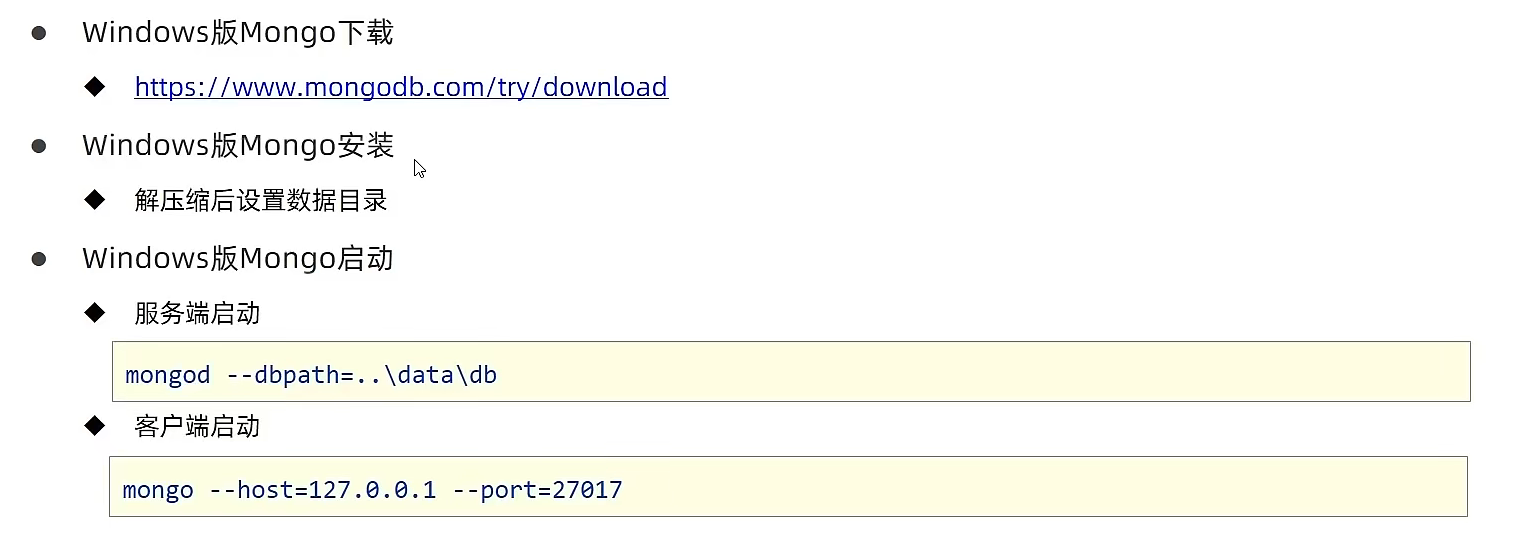 Windows版Mongo下载
https://www.mongodb.com/try/download
Windows版Mongo安装
解压缩后设置数据目录
Windows版Mongo启动
服务端启动
mongod --dbpath=..\data\db
客户端启动
mongo --host=127.0.0.1 --port=27017